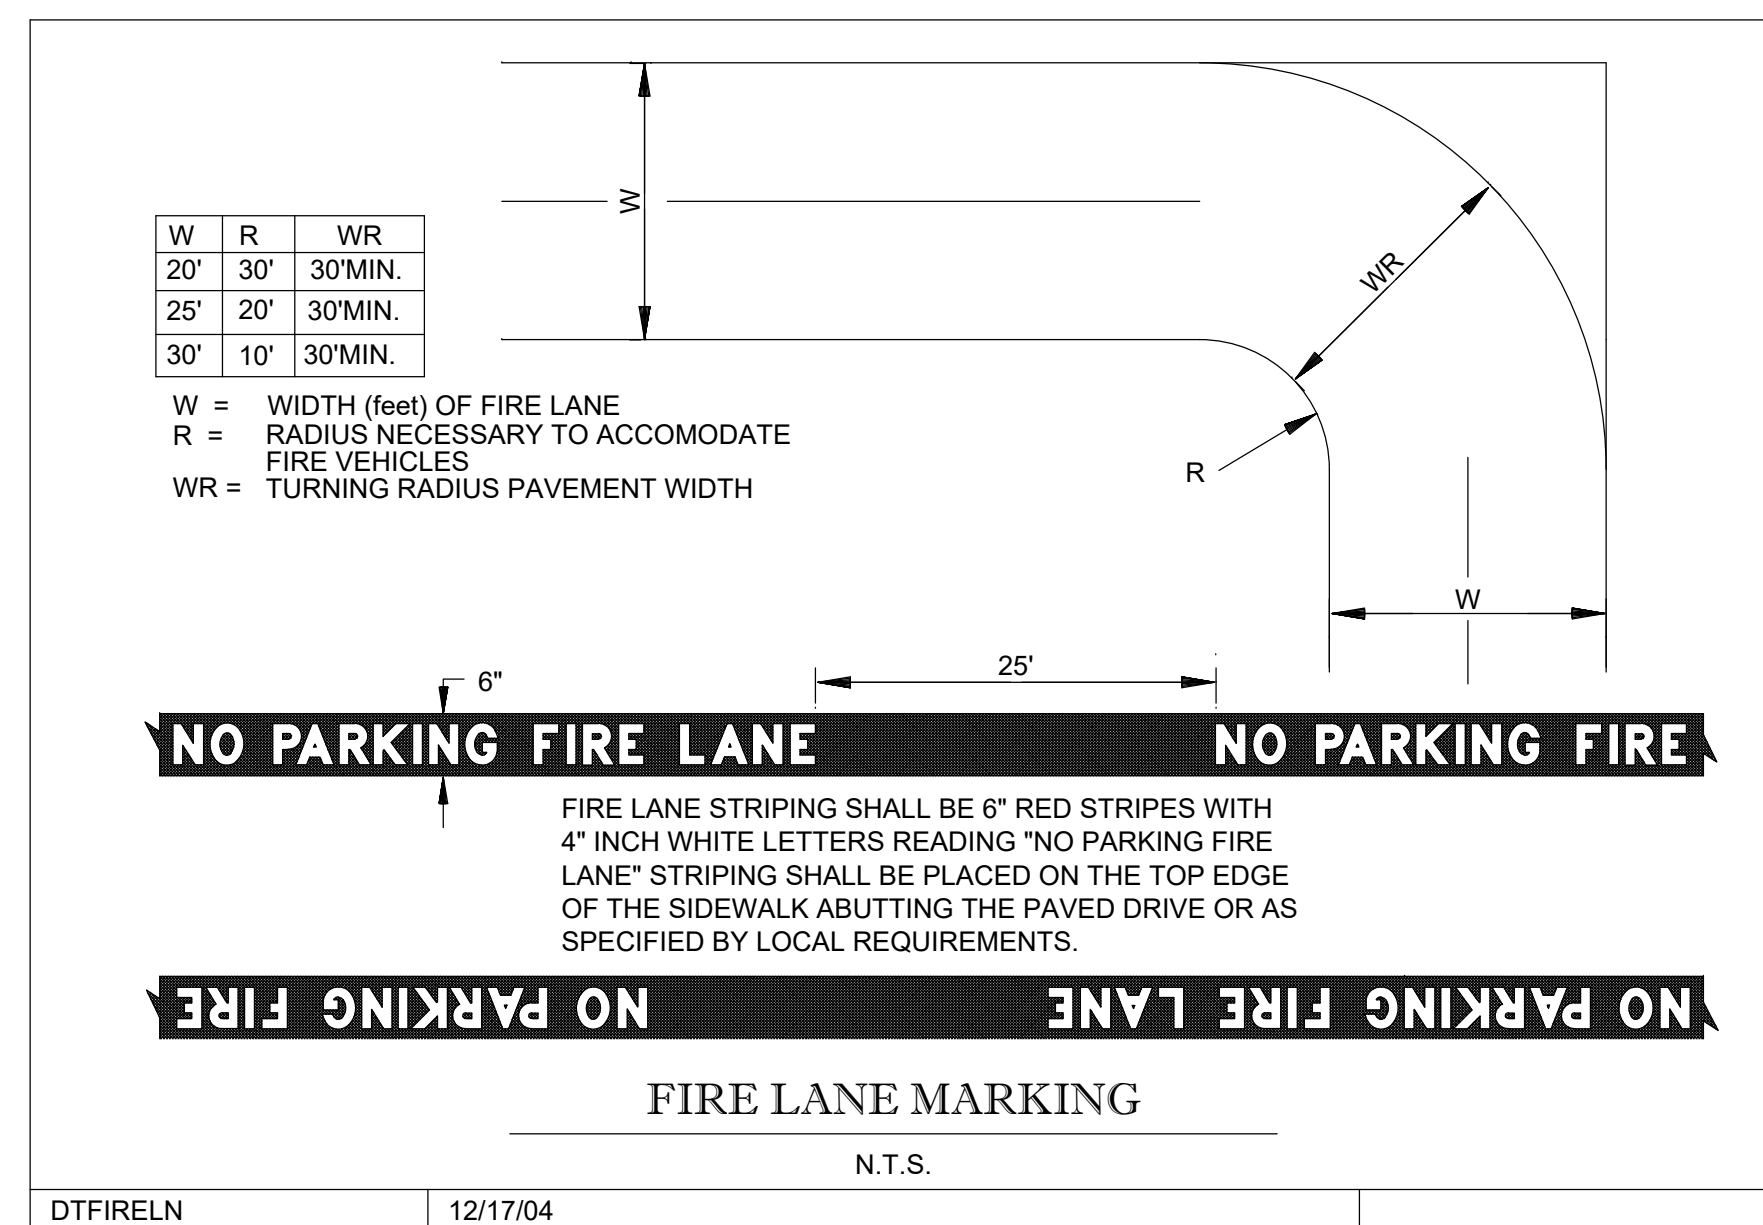 W
W R WR
20' 30' 30'MIN.
25' 20' 30'MIN.
30' 10' 30'MIN.
W = WIDTH (feet) OF FIRE LANE
R = RADIUS NECESSARY TO ACCOMODATE
FIRE VEHICLES
WR = TURNING RADIUS PAVEMENT WIDTH
WR
R
W
25'
6"
NO PARKING FIRE LANE NO PARKING FIRE
FIRE LANE STRIPING SHALL BE 6" RED STRIPES WITH
4" INCH WHITE LETTERS READING "NO PARKING FIRE
LANE" STRIPING SHALL BE PLACED ON THE TOP EDGE
OF THE SIDEWALK ABUTTING THE PAVED DRIVE OR AS
SPECIFIED BY LOCAL REQUIREMENTS.
NO PARKING FIRE LANE NO PARKING FIRE
FIRE LANE MARKING
N.T.S.
DTFIRELN 12/17/04